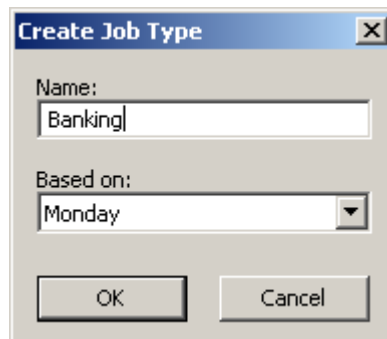 Create Job Type
Name:
Banking
Based on:
Monday
OK Cancel